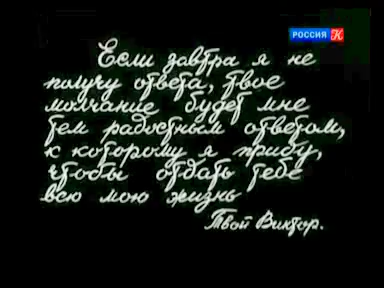 РОССИЯ К
Если завтра я не
получу ответа, твое
молчание будет мне
тем радостным ответом,
к которому я приду,
чтобы отдать тебе
всю мою жизнь
Твой Виктор.